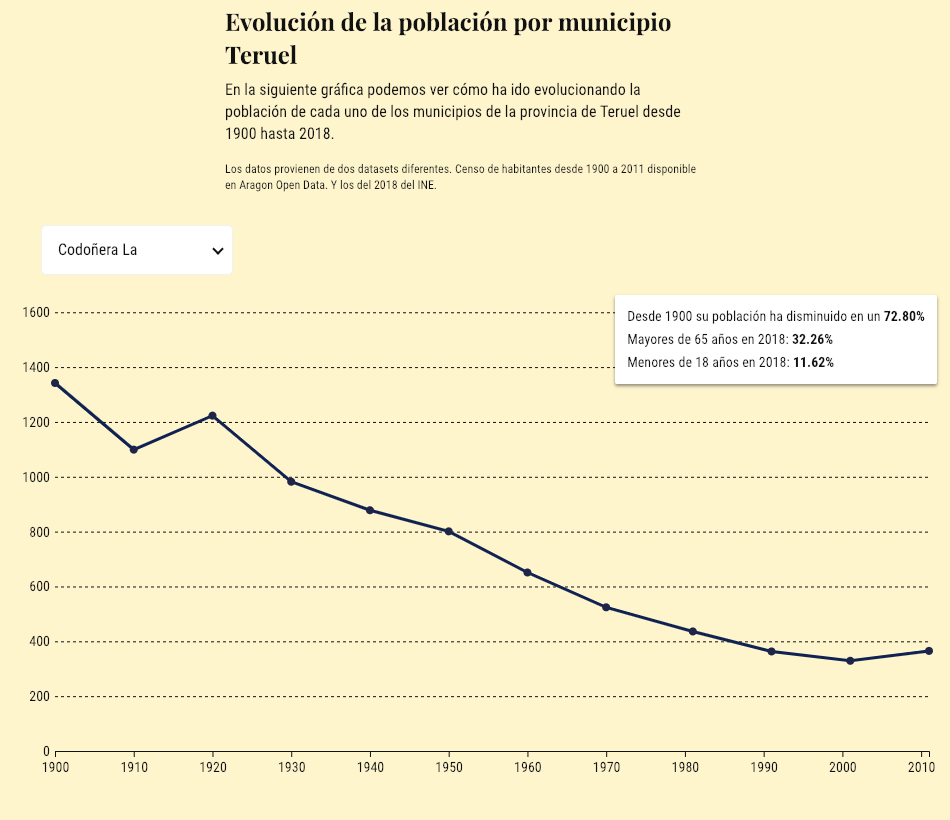 Evolución de la población por municipio
Teruel
En la siguiente gráfica podemos ver cómo ha ido evolucionando la
población de cada uno de los municipios de la provincia de Teruel desde
1900 hasta 2018.
Los datos provienen de dos datasets diferentes. Censo de habitantes desde 1900 a 2011 disponible
en Aragon Open Data. Y los del 2018 del INE.
Codoñera La
Desde 1900 su población ha disminuido en un 72.80%
Mayores de 65 años en 2018: 32.26%
Menores de 18 años en 2018: 11.62%
1600
1400
1200
1000
800
600
400
200
0
1900 1910 1920 1930 1940 1950 1960 1970 1980 1990 2000 2010